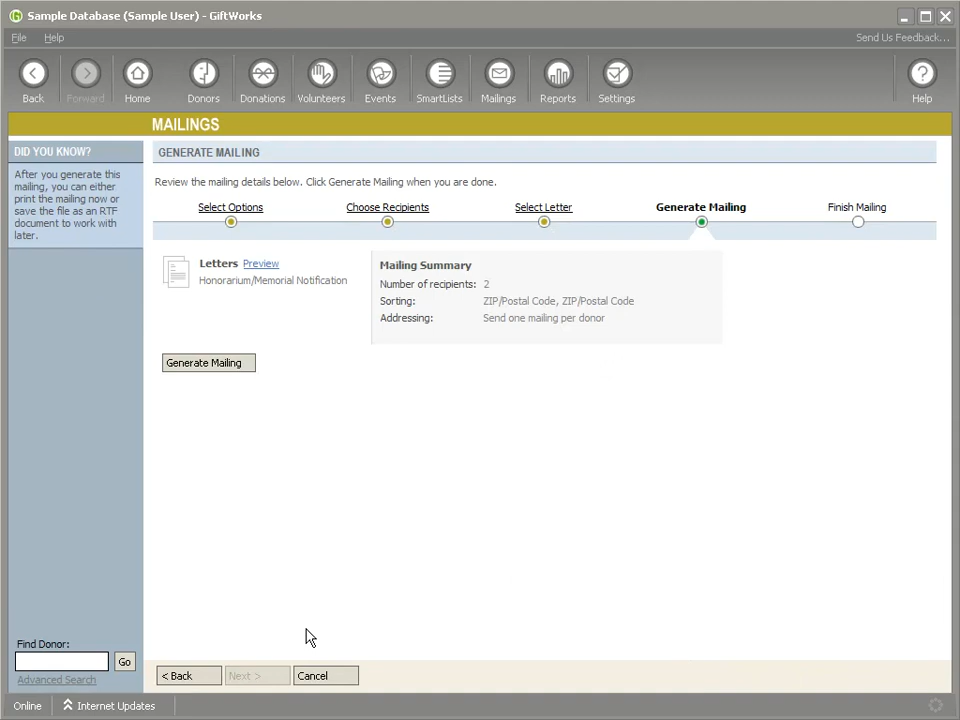 Sample Database (Sample User) - GiftWorks
File Help Send Us Feedback...
Back Forward Home Donors Donations Volunteers Events SmartLists Mailings Reports Settings Help
MAILINGS
DID YOU KNOW?
After you generate this
mailing, you can either
print the mailing now or
save the file as an RTF
document to work with
later.
GENERATE MAILING
Review the mailing details below. Click Generate Mailing when you are done.
Select Options Choose Recipients Select Letter Generate Mailing Finish Mailing
Letters Preview
Honorarium/Memorial Notification
Mailing Summary
Number of recipients: 2
Sorting: ZIP/Postal Code, ZIP/Postal Code
Addressing: Send one mailing per donor
Generate Mailing
Find Donor:
Go
Advanced Search
< Back Next > Cancel
Online Internet Updates